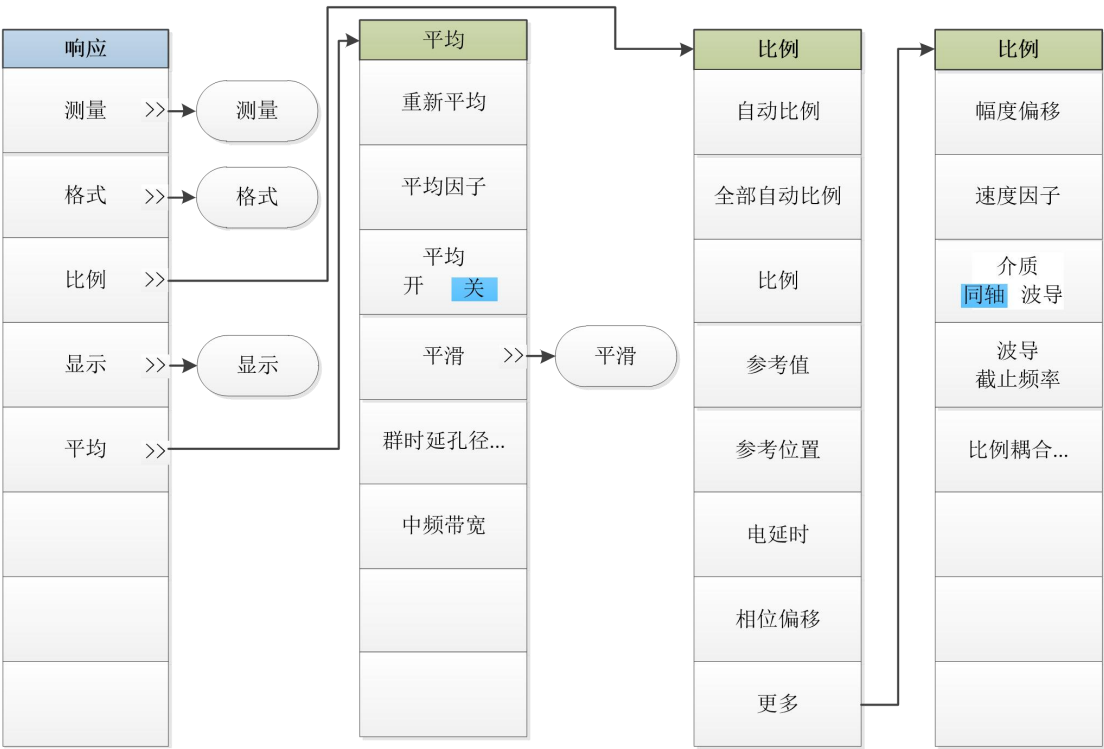 响应
测量 >>
格式 >>
比例 >>
显示 >>
平均 >>
测量
格式
显示
平均
重新平均
平均因子
平均
开 关
平滑 >>
群时延孔径...
中频带宽
平滑
比例
自动比例
全部自动比例
比例
参考值
参考位置
电延时
相位偏移
更多
比例
幅度偏移
速度因子
介质
同轴 波导
波导
截止频率
比例耦合...